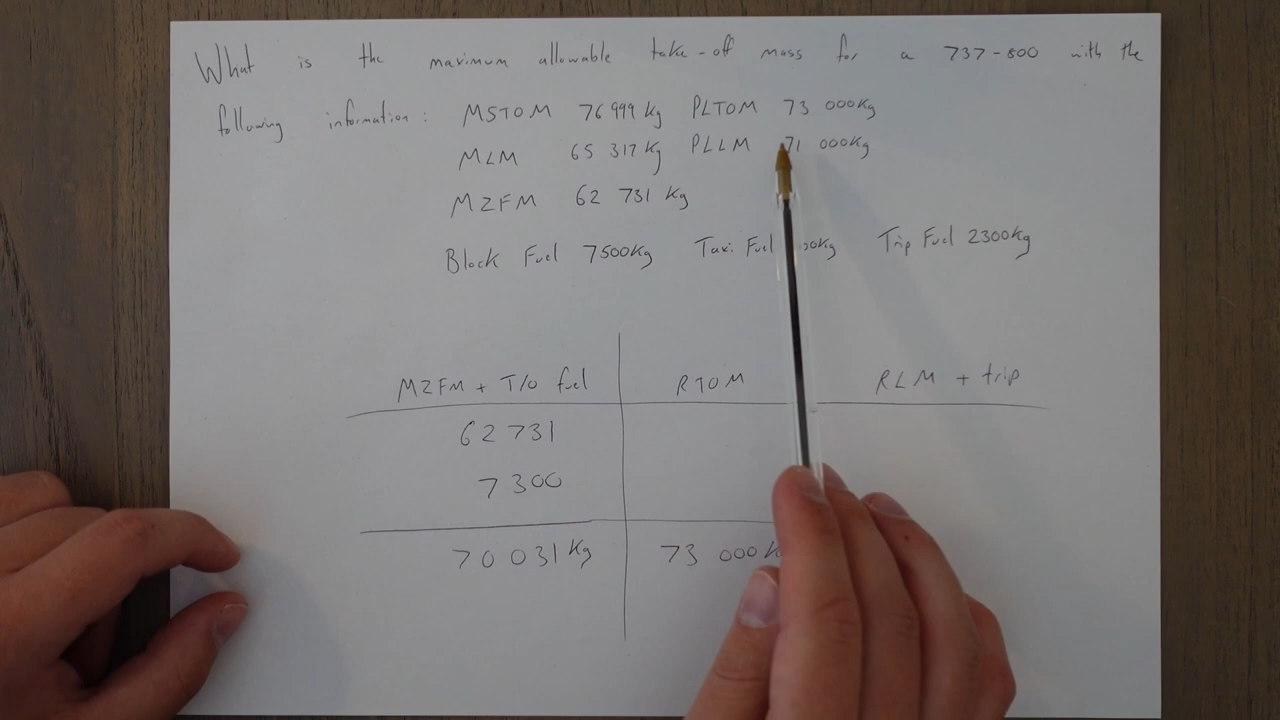 What is the maximum allowable take-off mass for a 737-800 with the
following information: MSTOM 76 999 kg PLTOM 73 000Kg
MLM 65 317 Kg PLLM 71 000Kg
MZFM 62 731 Kg
Block Fuel 7500Kg Taxi Fuel Trip Fuel 2300Kg
MZFM + T/O fuel RTOM RLM + trip
62 731
7 300
70 031 Kg 73 000